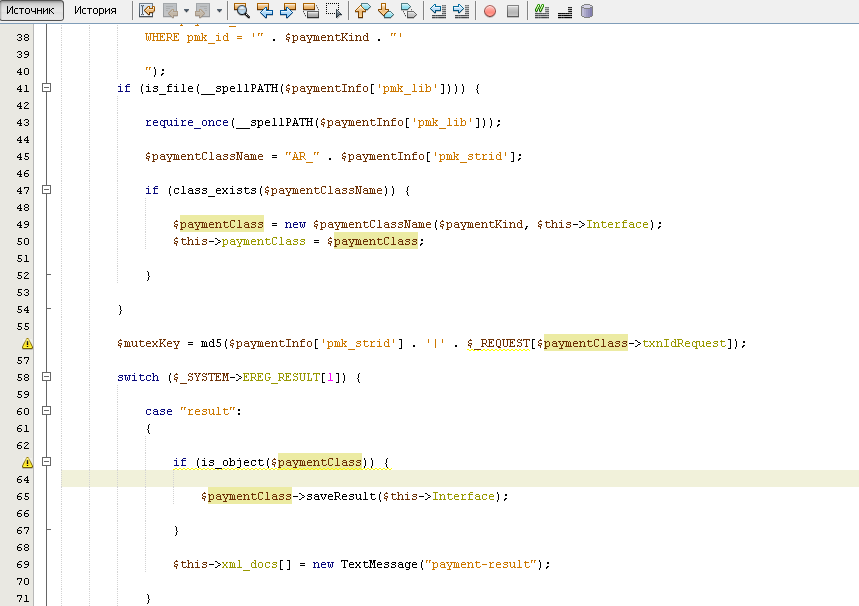 Источник История
38 WHERE pmk_id = '" . $paymentKind . "'
39
40 ");
41 if (is_file(__spellPATH($paymentInfo['pmk_lib']))) {
42
43 require_once(__spellPATH($paymentInfo['pmk_lib']));
44
45 $paymentClassName = "AR_" . $paymentInfo['pmk_strid'];
46
47 if (class_exists($paymentClassName)) {
48
49 $paymentClass = new $paymentClassName($paymentKind, $this->Interface);
50 $this->paymentClass = $paymentClass;
51
52 }
53
54 }
55
$mutexKey = md5($paymentInfo['pmk_strid'] . '|' . $_REQUEST[$paymentClass->txnIdRequest]);
57
58 switch ($_SYSTEM->EREG_RESULT[1]) {
59
60 case "result":
61 {
62
if (is_object($paymentClass)) {
64
65 $paymentClass->saveResult($this->Interface);
66
67 }
68
69 $this->xml_docs[] = new TextMessage("payment-result");
70
71 }